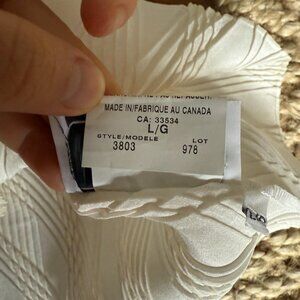 MADE IN/FABRIQUE AU CANADA
CA: 33534
L/G
STYLE/MODELE LOT
3803 978